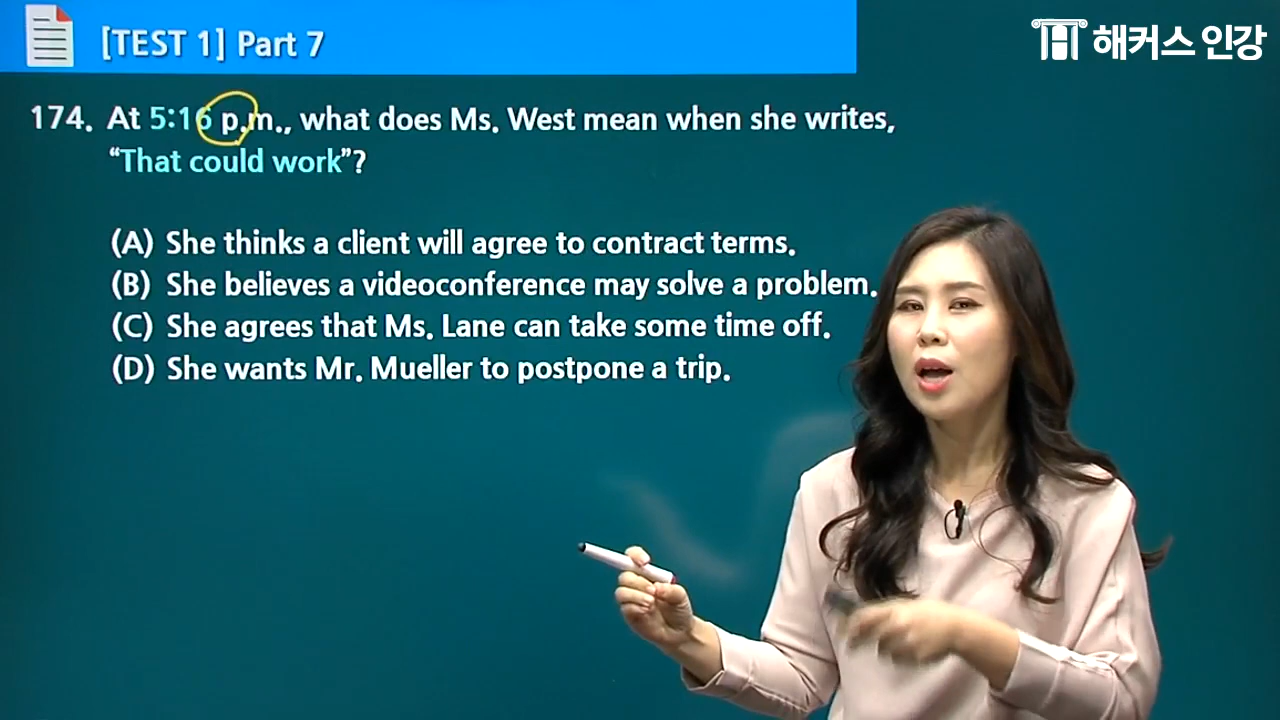 [TEST 1] Part 7
해커스 인강
174. At 5:16 p.m., what does Ms. West mean when she writes,
“That could work”?
(A) She thinks a client will agree to contract terms.
(B) She believes a videoconference may solve a problem.
(C) She agrees that Ms. Lane can take some time off.
(D) She wants Mr. Mueller to postpone a trip.